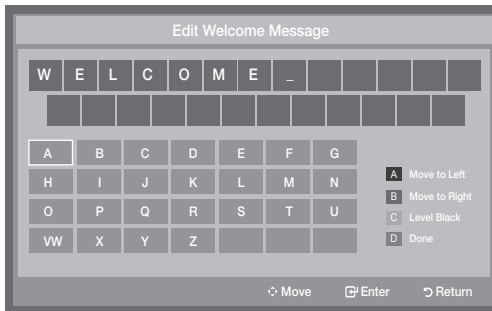 Edit Welcome Message
W E L C O M E _
A B C D E F G
H I J K L M N
O P Q R S T U
VW X Y Z
A Move to Left
B Move to Right
C Level Black
D Done
Move Enter Return